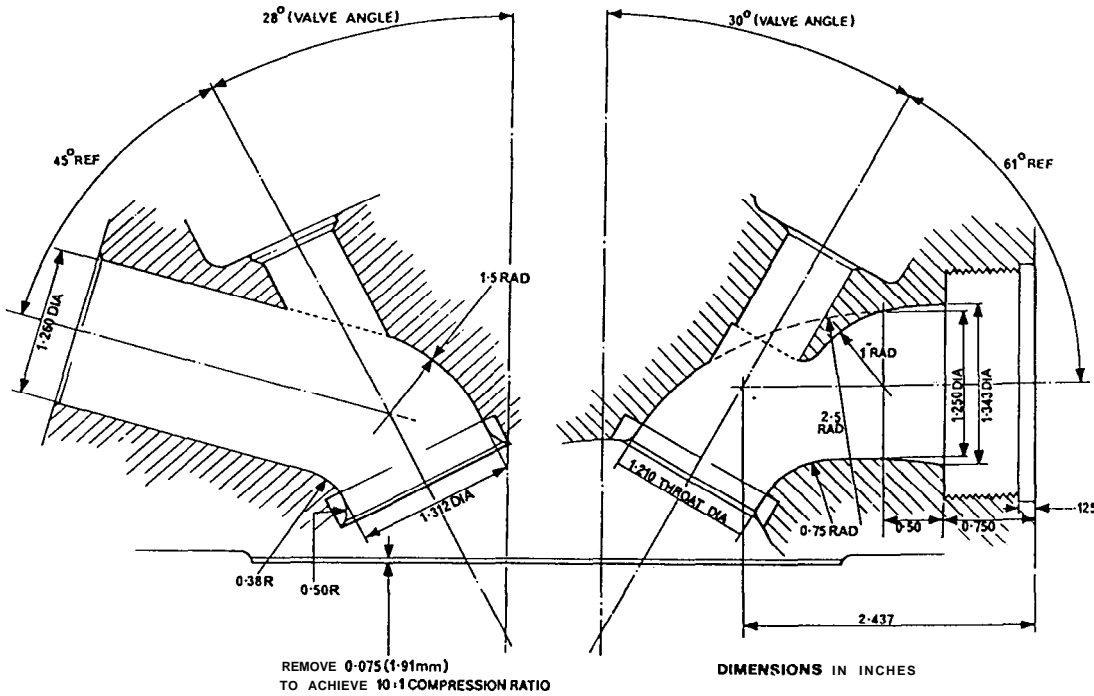 28° (VALVE ANGLE)
30° (VALVE ANGLE)
45° REF
61° REF
1·5 RAD
1·260 DIA
1" RAD
2·5
RAD
1·250 DIA
1·343 DIA
1·312 DIA
1·210 THROAT DIA
0·75 RAD
0·50
0·750
·125
0·38R
0·50R
2·437
REMOVE 0·075 (1·91mm)
TO ACHIEVE 10:1 COMPRESSION RATIO
DIMENSIONS IN INCHES